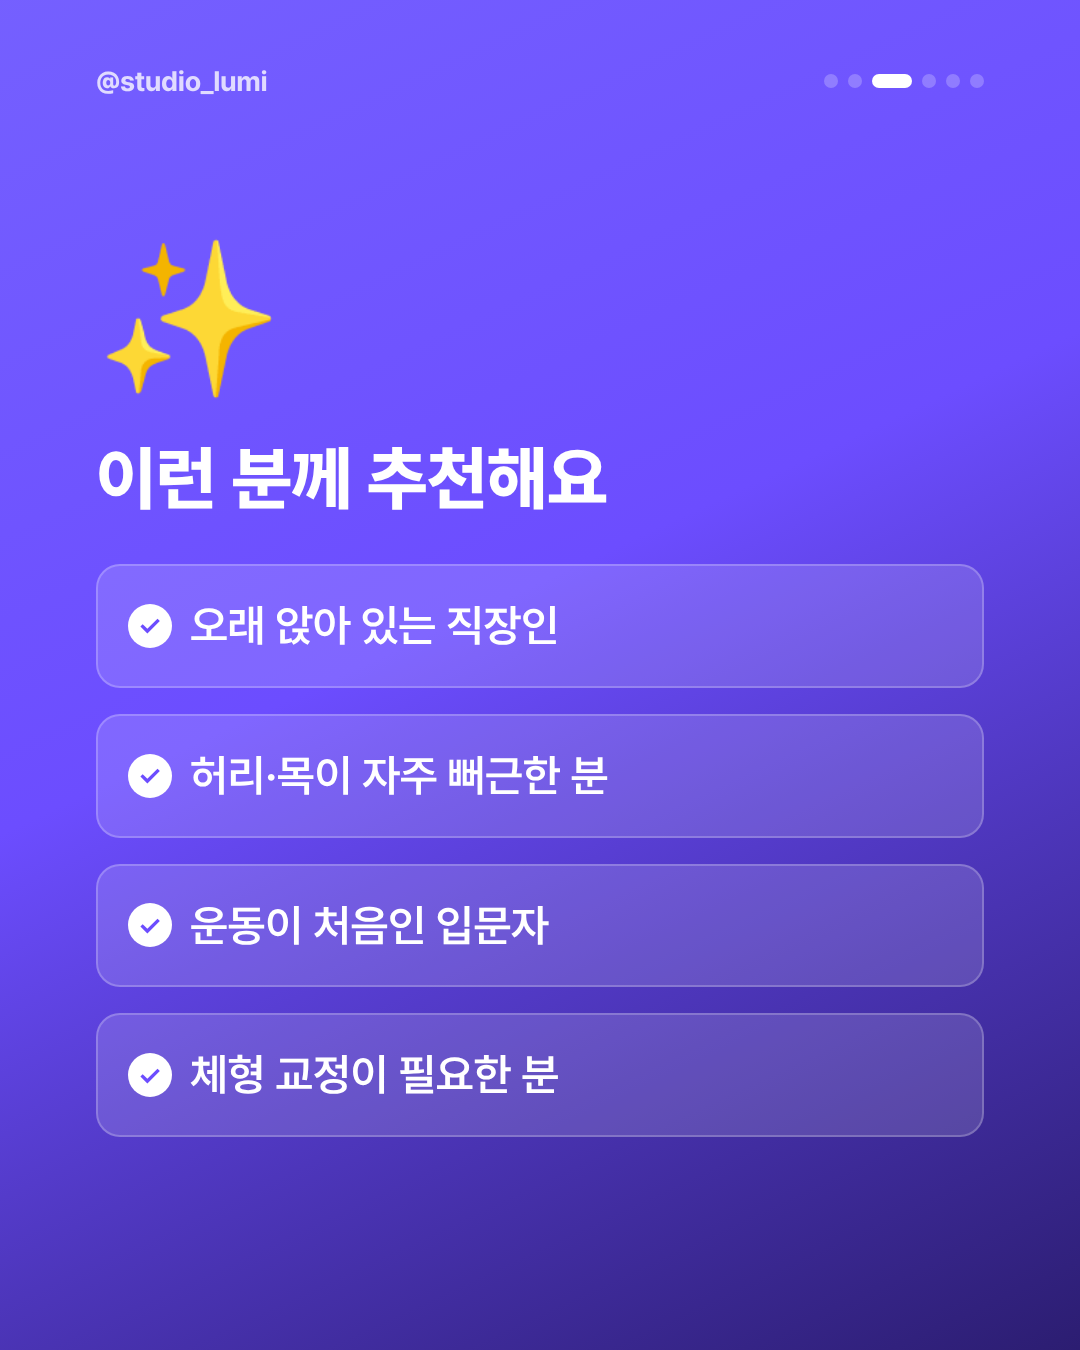 @studio_lumi
이런 분께 추천해요
오래 앉아 있는 직장인
허리·목이 자주 뻐근한 분
운동이 처음인 입문자
체형 교정이 필요한 분